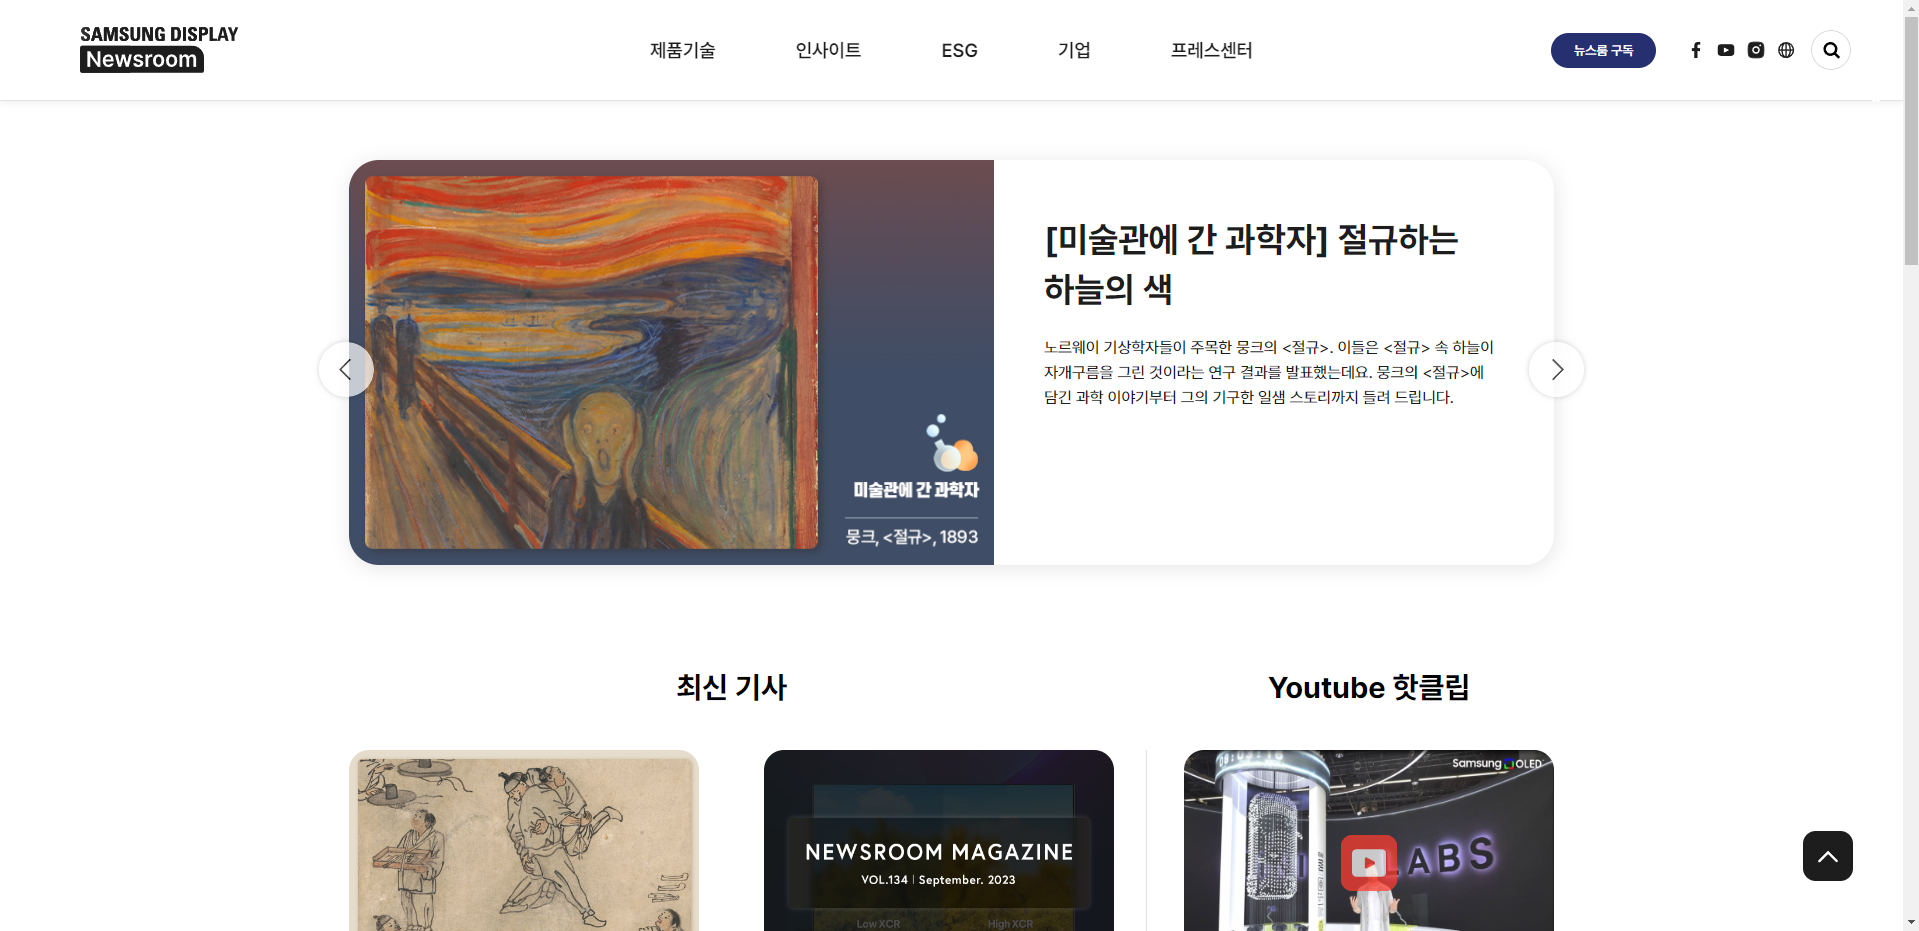 SAMSUNG DISPLAY
Newsroom
제품기술
인사이트
ESG
기업
프레스센터
뉴스룸 구독
[미술관에 간 과학자] 절규하는
하늘의 색
노르웨이 기상학자들이 주목한 뭉크의 <절규>. 이들은 <절규> 속 하늘이
자개구름을 그린 것이라는 연구 결과를 발표했는데요. 뭉크의 <절규>에
담긴 과학 이야기부터 그의 기구한 일생 스토리까지 들려 드립니다.
미술관에 간 과학자
뭉크, <절규>, 1893
최신 기사
Youtube 핫클립
NEWSROOM MAGAZINE
VOL.134 | September. 2023
Low XCR
High XCR
Samsung OLED
LABS